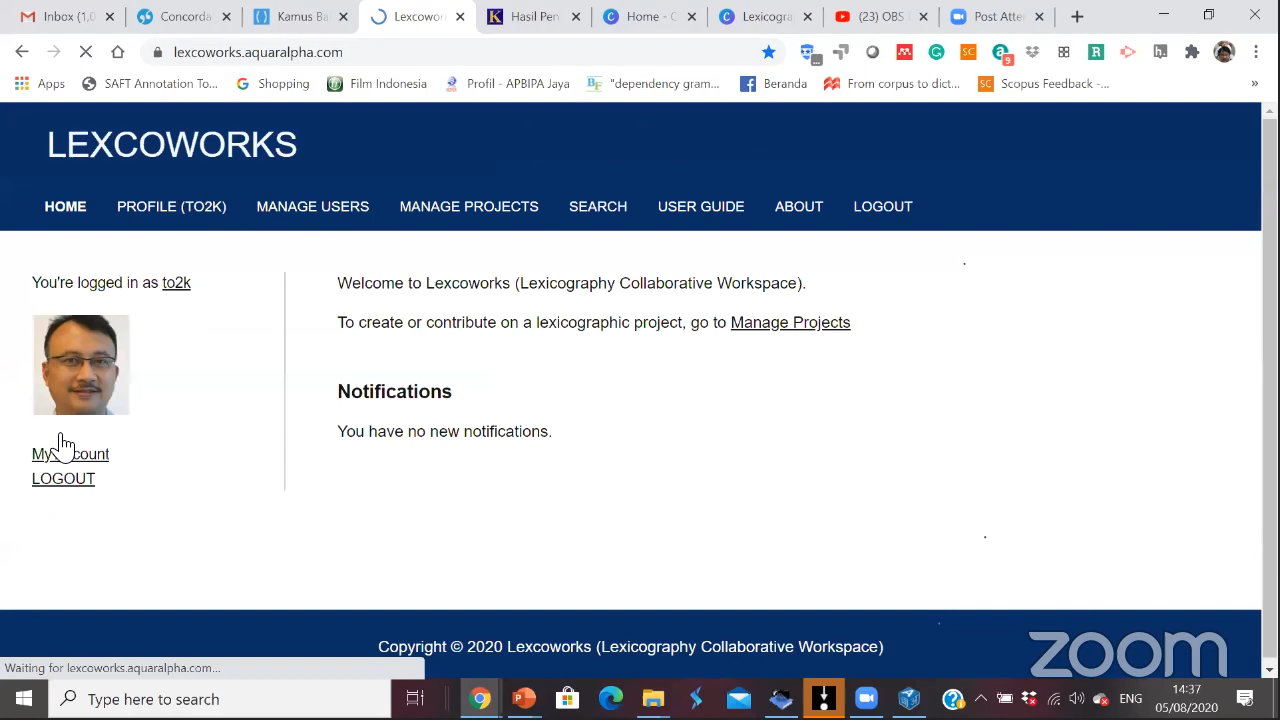 Inbox (1,0
Concorda
Kamus Ba
Lexcowo
Hasil Pen
Home - C
Lexicogra
(23) OBS
Post Atte
lexcoworks.aquaralpha.com
Apps
SAFT Annotation To...
Shopping
Film Indonesia
Profil - APBIPA Jaya
"dependency gram...
Beranda
From corpus to dict...
Scopus Feedback -...
LEXCOWORKS
HOME PROFILE (TO2K) MANAGE USERS MANAGE PROJECTS SEARCH USER GUIDE ABOUT LOGOUT
You're logged in as to2k
My Account
LOGOUT
Welcome to Lexcoworks (Lexicography Collaborative Workspace).
To create or contribute on a lexicographic project, go to Manage Projects
Notifications
You have no new notifications.
Copyright © 2020 Lexcoworks (Lexicography Collaborative Workspace)
zoom
Waiting for lexcoworks.aquaralpha.com...
Type here to search
ENG
14:37
05/08/2020